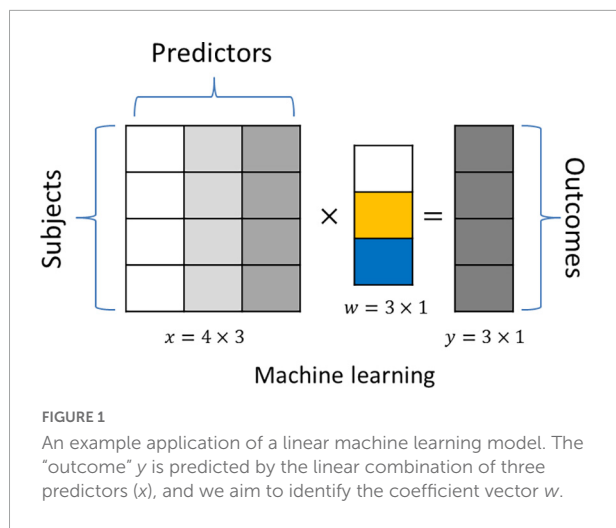 Predictors
Subjects
×
=
Outcomes
x = 4 × 3
w = 3 × 1
y = 3 × 1
Machine learning
FIGURE 1
An example application of a linear machine learning model. The
“outcome” y is predicted by the linear combination of three
predictors (x), and we aim to identify the coefficient vector w.